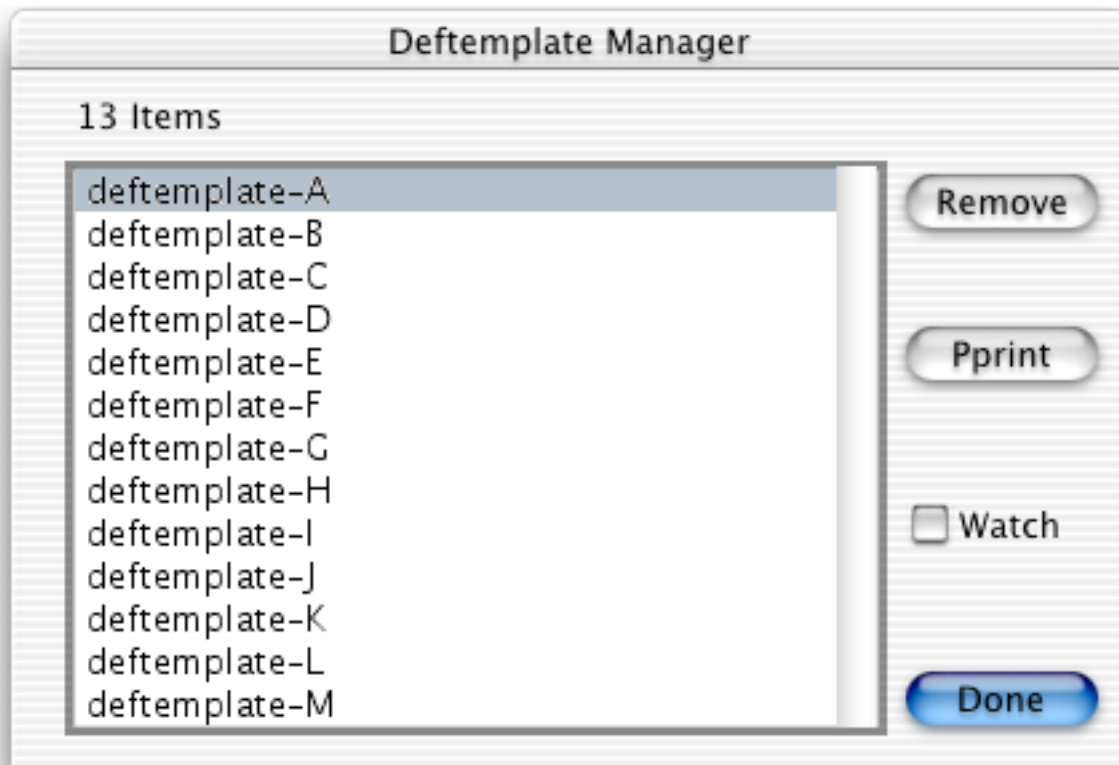 Deftemplate Manager
13 Items
deftemplate-A
deftemplate-B
deftemplate-C
deftemplate-D
deftemplate-E
deftemplate-F
deftemplate-G
deftemplate-H
deftemplate-I
deftemplate-J
deftemplate-K
deftemplate-L
deftemplate-M
Remove
Pprint
Watch
Done